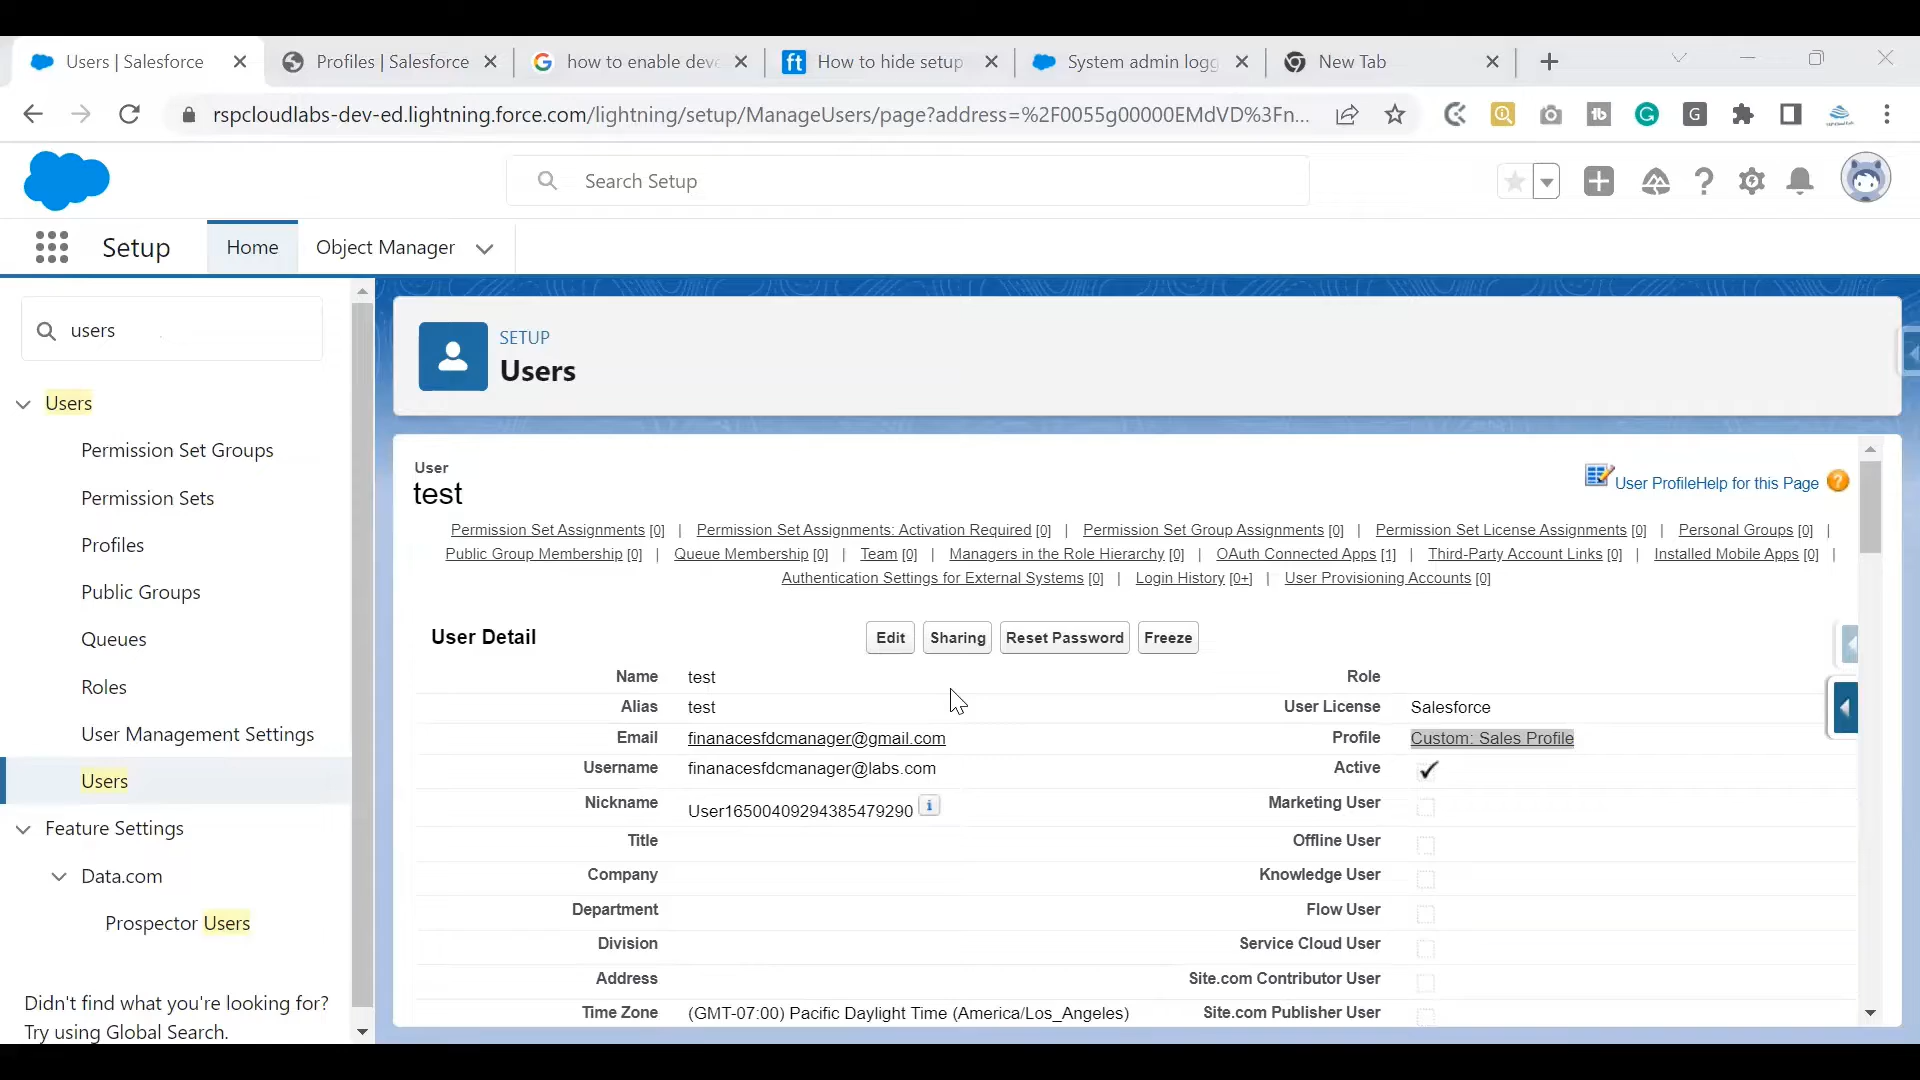 Users | Salesforce
Profiles | Salesforce
how to enable deve
ft
How to hide setup
System admin logg
New Tab
rspcloudlabs-dev-ed.lightning.force.com/lightning/setup/ManageUsers/page?address=%2F0055g00000EMdVD%3Fn...
Search Setup
Setup
Home
Object Manager
users
Users
Permission Set Groups
Permission Sets
Profiles
Public Groups
Queues
Roles
User Management Settings
Users
Feature Settings
Data.com
Prospector Users
Didn't find what you're looking for?
Try using Global Search.
SETUP
Users
User
test
User ProfileHelp for this Page ?
Permission Set Assignments [0] | Permission Set Assignments: Activation Required [0] | Permission Set Group Assignments [0] | Permission Set License Assignments [0] | Personal Groups [0] |
Public Group Membership [0] | Queue Membership [0] | Team [0] | Managers in the Role Hierarchy [0] | OAuth Connected Apps [1] | Third-Party Account Links [0] | Installed Mobile Apps [0] |
Authentication Settings for External Systems [0] | Login History [0+] | User Provisioning Accounts [0]
User Detail
Edit
Sharing
Reset Password
Freeze
Name test
Role
Alias test
User License Salesforce
Email finanacesfdcmanager@gmail.com
Profile Custom: Sales Profile
Username finanacesfdcmanager@labs.com
Active
Nickname User16500409294385479290 i
Marketing User
Title
Offline User
Company
Knowledge User
Department
Flow User
Division
Service Cloud User
Address
Site.com Contributor User
Time Zone (GMT-07:00) Pacific Daylight Time (America/Los_Angeles)
Site.com Publisher User